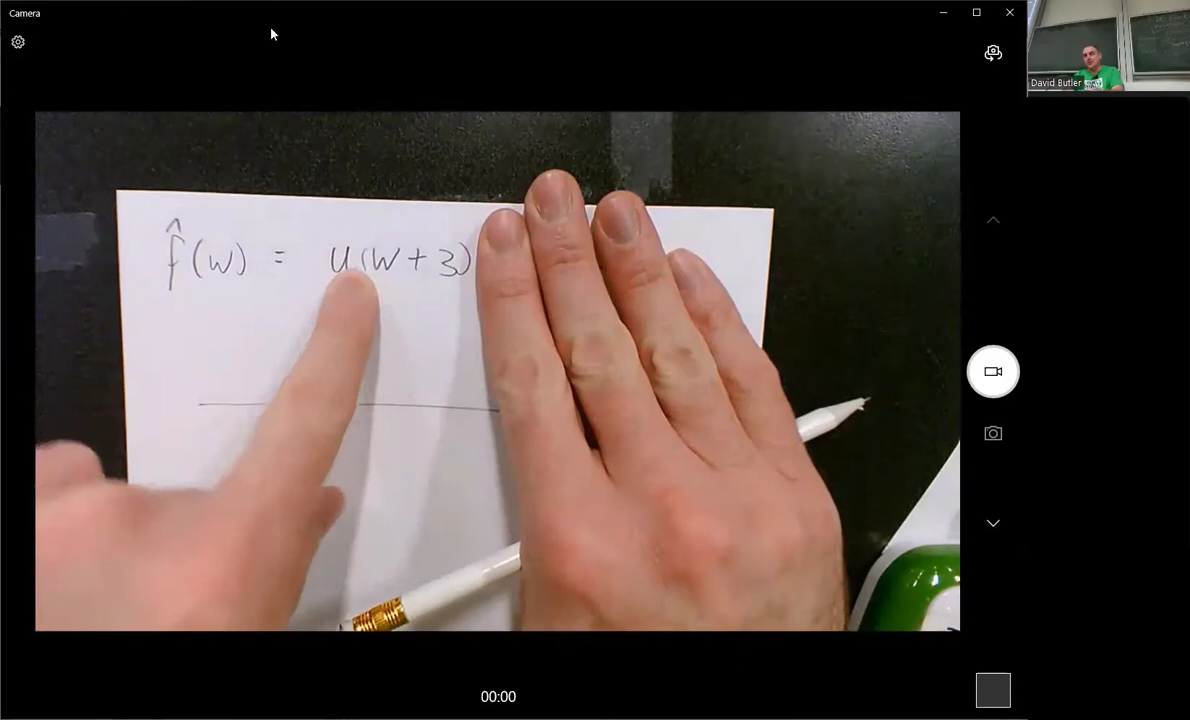 Camera
David Butler
f̂(w) = u(w+3)
00:00